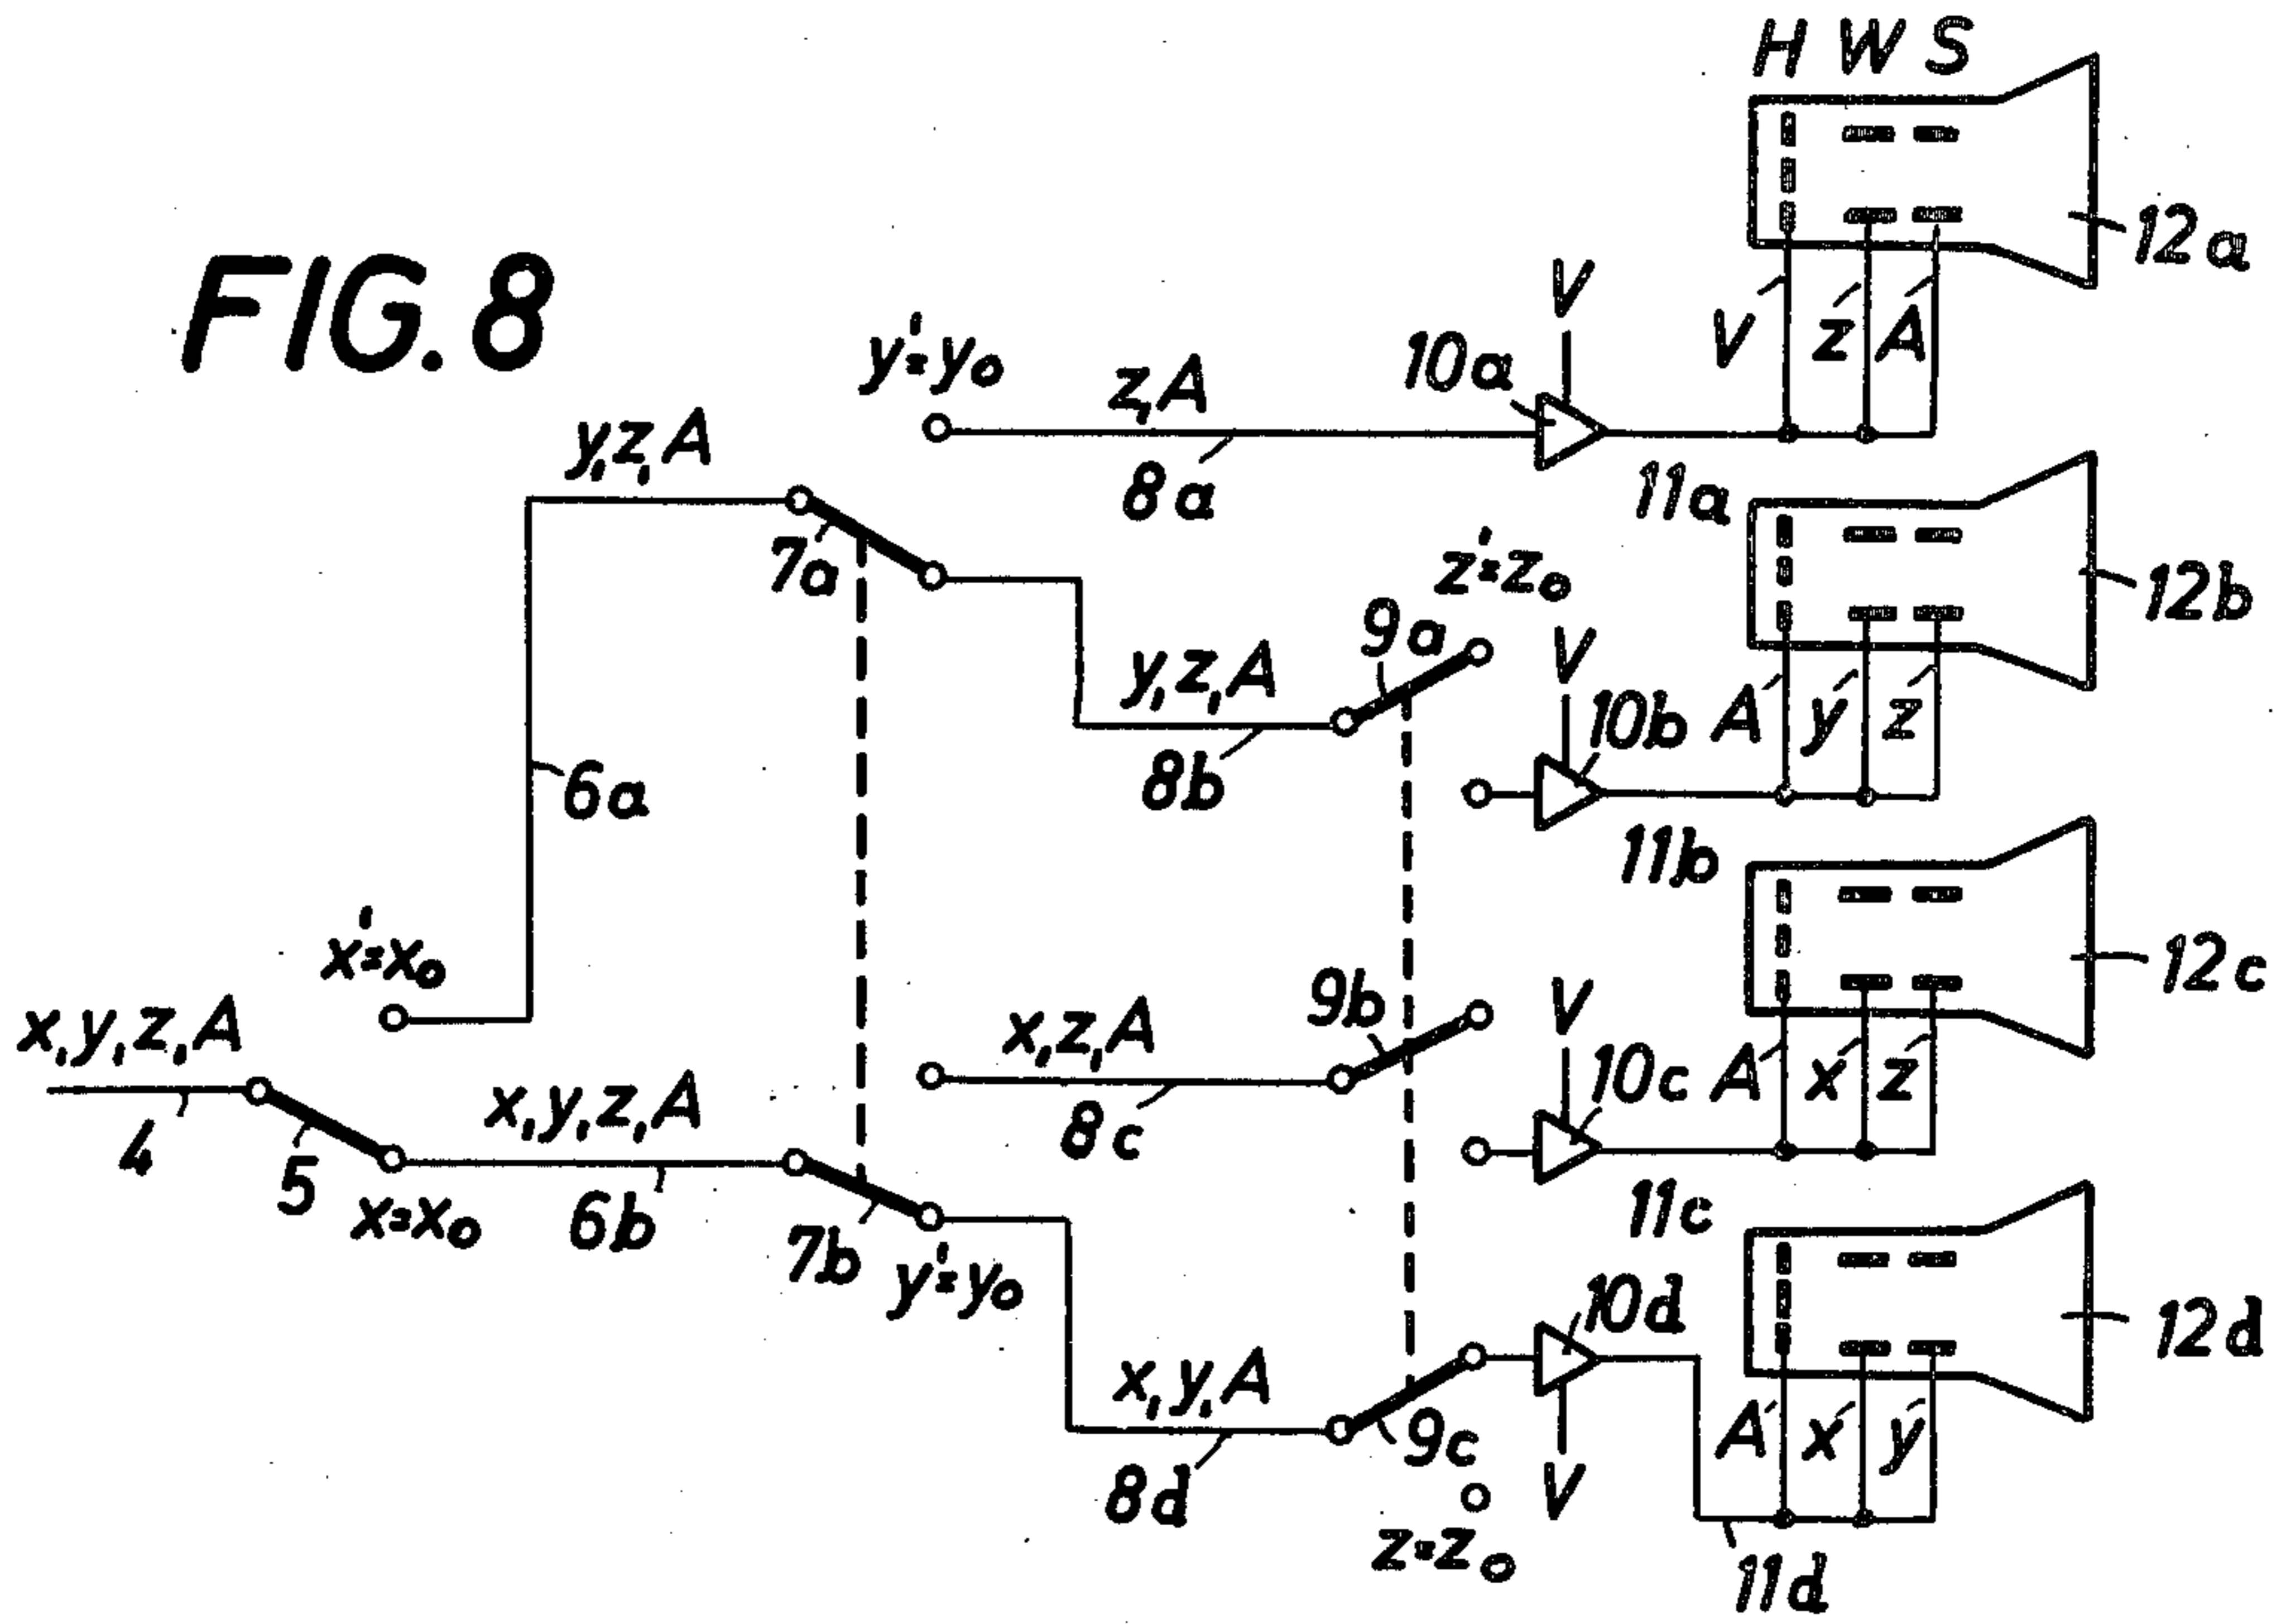 FIG. 8
H W S
12a
V z A
V
10a
y'=y₀
z,A
8a
11a
y,z,A
7a
6a
z'=z₀
9a
y,z,A
8b
V
10b
11b
12b
A y z
x'=x₀
x,y,z,A
4
5
x=x₀
x,y,z,A
6b
7b
y'=y₀
x,z,A
8c
9b
V
10c
11c
12c
A x z
x,y,A
8d
9c
z=z₀
10d
V
11d
12d
A x y